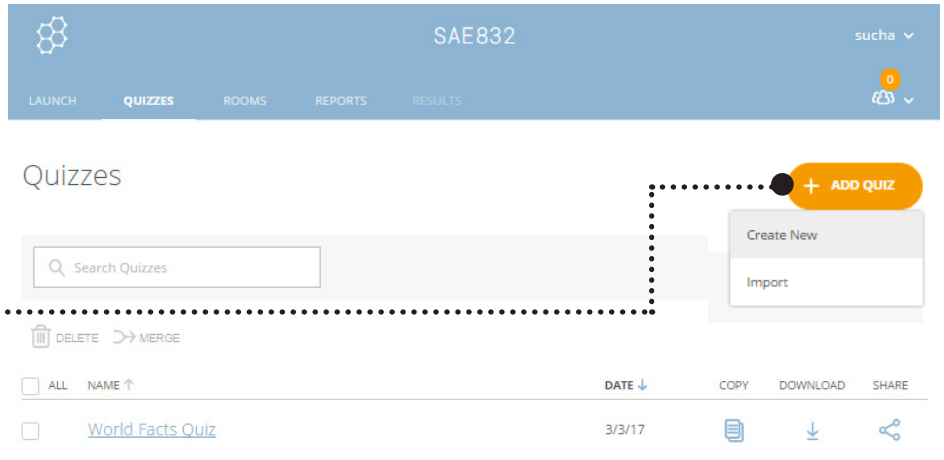 SAE832
sucha
0
LAUNCH QUIZZES ROOMS REPORTS RESULTS
Quizzes
+ ADD QUIZ
Create New
Import
Search Quizzes
DELETE MERGE
ALL NAME ↑ DATE ↓ COPY DOWNLOAD SHARE
World Facts Quiz 3/3/17